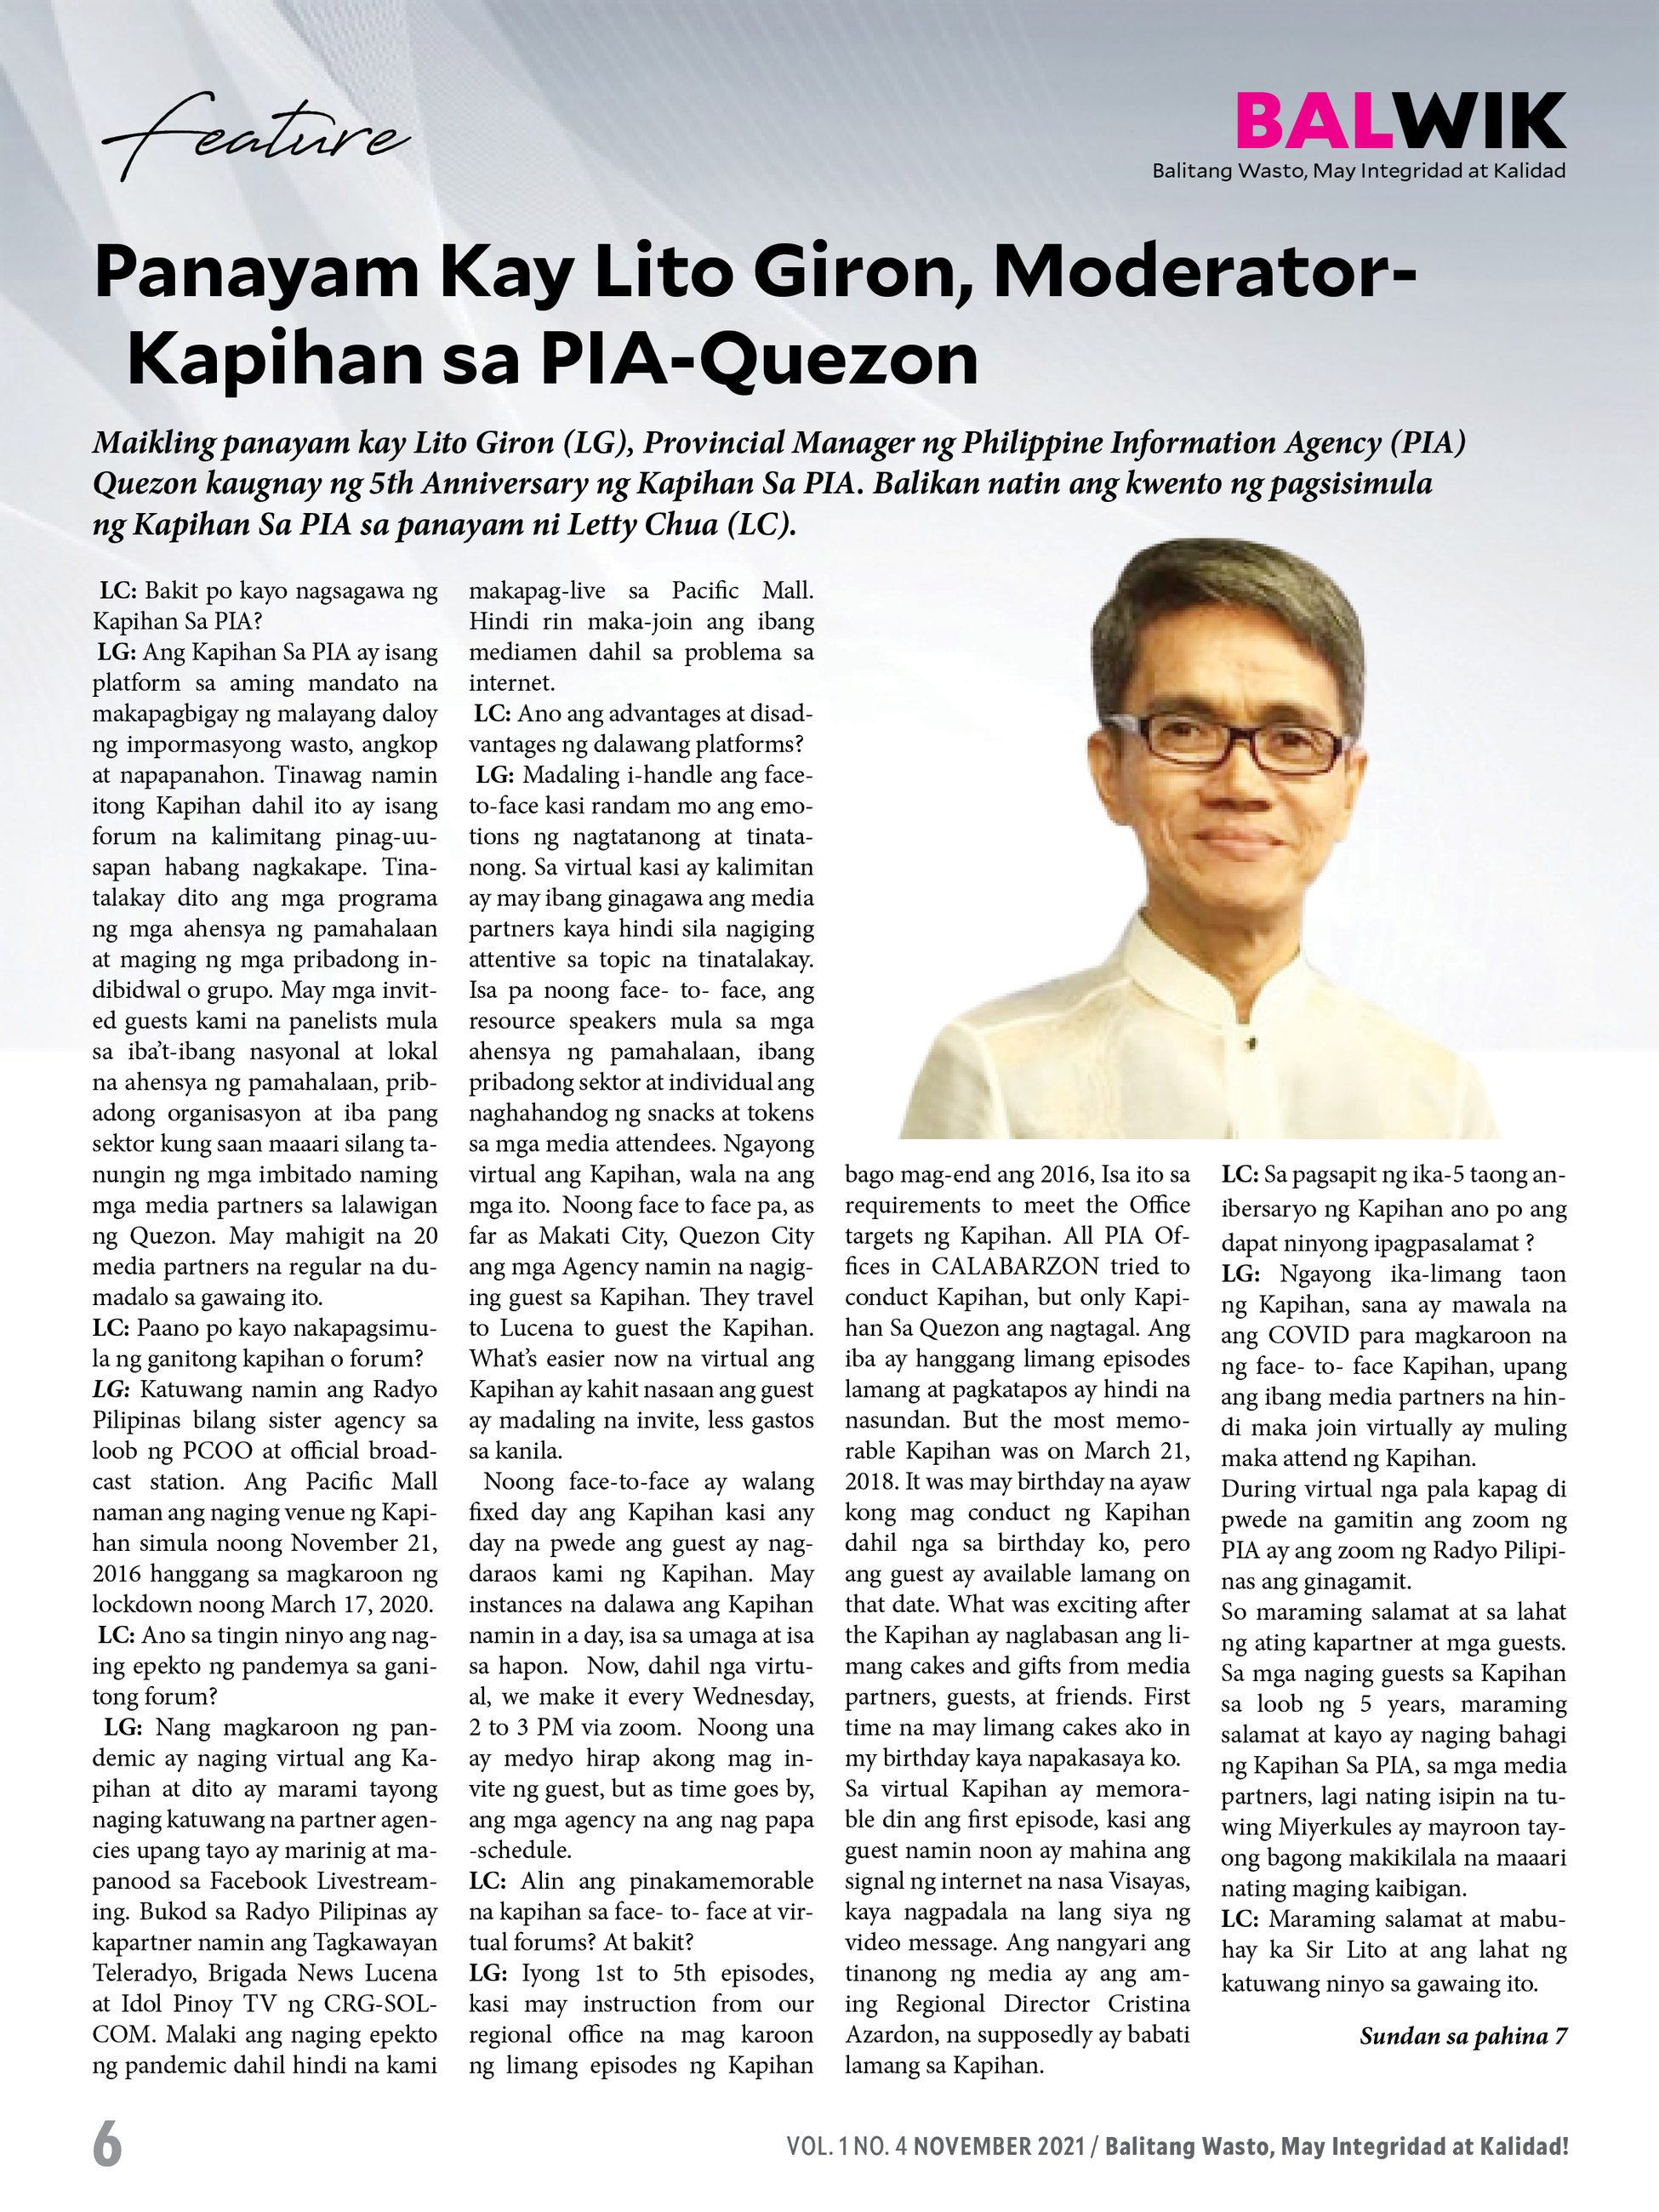 feature
BALWIK
Balitang Wasto, May Integridad at Kalidad
Panayam Kay Lito Giron, Moderator-
Kapihan sa PIA-Quezon
Maikling panayam kay Lito Giron (LG), Provincial Manager ng Philippine Information Agency (PIA)
Quezon kaugnay ng 5th Anniversary ng Kapihan Sa PIA. Balikan natin ang kwento ng pagsisimula
ng Kapihan Sa PIA sa panayam ni Letty Chua (LC).
LC: Bakit po kayo nagsagawa ng
Kapihan Sa PIA?
LG: Ang Kapihan Sa PIA ay isang
platform sa aming mandato na
makapagbigay ng malayang daloy
ng impormasyong wasto, angkop
at napapanahon. Tinawag namin
itong Kapihan dahil ito ay isang
forum na kalimitang pinag-uu-
sapan habang nagkakape. Tina-
talakay dito ang mga programa
ng mga ahensya ng pamahalaan
at maging ng mga pribadong in-
dibidwal o grupo. May mga invit-
ed guests kami na panelists mula
sa iba’t-ibang nasyonal at lokal
na ahensya ng pamahalaan, prib-
adong organisasyon at iba pang
sektor kung saan maaari silang ta-
nungin ng mga imbitado naming
mga media partners sa lalawigan
ng Quezon. May mahigit na 20
media partners na regular na du-
madalo sa gawaing ito.
LC: Paano po kayo nakapagsimu-
la ng ganitong kapihan o forum?
LG: Katuwang namin ang Radyo
Pilipinas bilang sister agency sa
loob ng PCOO at official broad-
cast station. Ang Pacific Mall
naman ang naging venue ng Kapi-
han simula noong November 21,
2016 hanggang sa magkaroon ng
lockdown noong March 17, 2020.
LC: Ano sa tingin ninyo ang nag-
ing epekto ng pandemya sa gani-
tong forum?
LG: Nang magkaroon ng pan-
demic ay naging virtual ang Ka-
pihan at dito ay marami tayong
naging katuwang na partner agen-
cies upang tayo ay marinig at ma-
panood sa Facebook Livestream-
ing. Bukod sa Radyo Pilipinas ay
kapartner namin ang Tagkawayan
Teleradyo, Brigada News Lucena
at Idol Pinoy TV ng CRG-SOL-
COM. Malaki ang naging epekto
ng pandemic dahil hindi na kami
makapag-live sa Pacific Mall.
Hindi rin maka-join ang ibang
mediamen dahil sa problema sa
internet.
LC: Ano ang advantages at disad-
vantages ng dalawang platforms?
LG: Madaling i-handle ang face-
to-face kasi randam mo ang emo-
tions ng nagtatanong at tinata-
nong. Sa virtual kasi ay kalimitan
ay may ibang ginagawa ang media
partners kaya hindi sila nagiging
attentive sa topic na tinatalakay.
Isa pa noong face- to- face, ang
resource speakers mula sa mga
ahensya ng pamahalaan, ibang
pribadong sektor at individual ang
naghahandog ng snacks at tokens
sa mga media attendees. Ngayong
virtual ang Kapihan, wala na ang
mga ito. Noong face to face pa, as
far as Makati City, Quezon City
ang mga Agency namin na nagig-
ing guest sa Kapihan. They travel
to Lucena to guest the Kapihan.
What’s easier now na virtual ang
Kapihan ay kahit nasaan ang guest
ay madaling na invite, less gastos
sa kanila.
Noong face-to-face ay walang
fixed day ang Kapihan kasi any
day na pwede ang guest ay nag-
daraos kami ng Kapihan. May
instances na dalawa ang Kapihan
namin in a day, isa sa umaga at isa
sa hapon. Now, dahil nga virtu-
al, we make it every Wednesday,
2 to 3 PM via zoom. Noong una
ay medyo hirap akong mag in-
vite ng guest, but as time goes by,
ang mga agency na ang nag papa
-schedule.
LC: Alin ang pinakamemorable
na kapihan sa face- to- face at vir-
tual forums? At bakit?
LG: Iyong 1st to 5th episodes,
kasi may instruction from our
regional office na mag karoon
ng limang episodes ng Kapihan
bago mag-end ang 2016, Isa ito sa
requirements to meet the Office
targets ng Kapihan. All PIA Of-
fices in CALABARZON tried to
conduct Kapihan, but only Kapi-
han Sa Quezon ang nagtagal. Ang
iba ay hanggang limang episodes
lamang at pagkatapos ay hindi na
nasundan. But the most memo-
rable Kapihan was on March 21,
2018. It was may birthday na ayaw
kong mag conduct ng Kapihan
dahil nga sa birthday ko, pero
ang guest ay available lamang on
that date. What was exciting after
the Kapihan ay naglabasan ang li-
mang cakes and gifts from media
partners, guests, at friends. First
time na may limang cakes ako in
my birthday kaya napakasaya ko.
Sa virtual Kapihan ay memora-
ble din ang first episode, kasi ang
guest namin noon ay mahina ang
signal ng internet na nasa Visayas,
kaya nagpadala na lang siya ng
video message. Ang nangyari ang
tinanong ng media ay ang am-
ing Regional Director Cristina
Azardon, na supposedly ay babati
lamang sa Kapihan.
LC: Sa pagsapit ng ika-5 taong an-
ibersaryo ng Kapihan ano po ang
dapat ninyong ipagpasalamat ?
LG: Ngayong ika-limang taon
ng Kapihan, sana ay mawala na
ang COVID para magkaroon na
ng face- to- face Kapihan, upang
ang ibang media partners na hin-
di maka join virtually ay muling
maka attend ng Kapihan.
During virtual nga pala kapag di
pwede na gamitin ang zoom ng
PIA ay ang zoom ng Radyo Pilipi-
nas ang ginagamit.
So maraming salamat at sa lahat
ng ating kapartner at mga guests.
Sa mga naging guests sa Kapihan
sa loob ng 5 years, maraming
salamat at kayo ay naging bahagi
ng Kapihan Sa PIA, sa mga media
partners, lagi nating isipin na tu-
wing Miyerkules ay mayroon tay-
ong bagong makikilala na maaari
nating maging kaibigan.
LC: Maraming salamat at mabu-
hay ka Sir Lito at ang lahat ng
katuwang ninyo sa gawaing ito.
Sundan sa pahina 7
6
VOL. 1 NO. 4 NOVEMBER 2021 / Balitang Wasto, May Integridad at Kalidad!